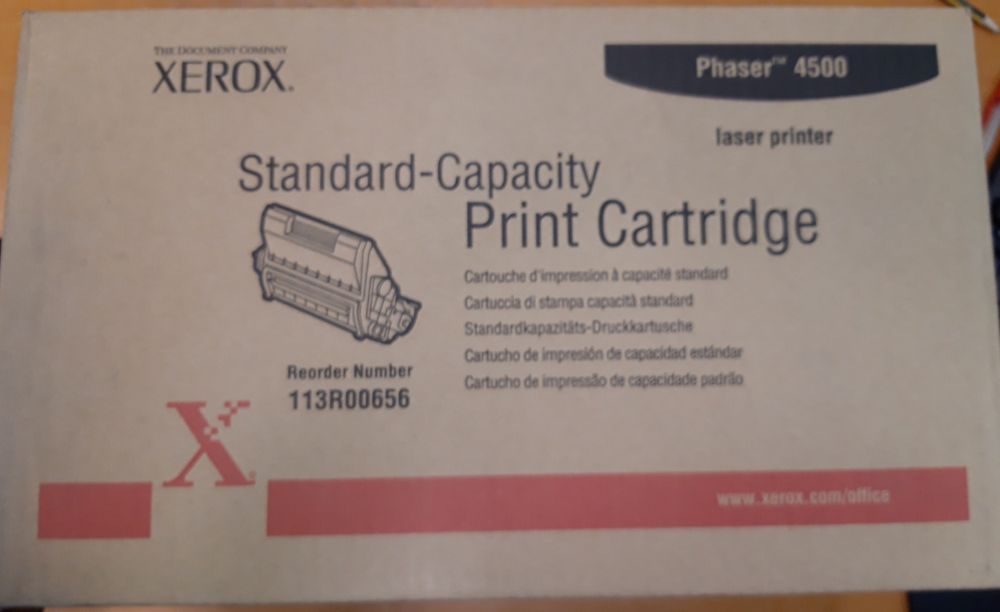 THE DOCUMENT COMPANY
XEROX®
Phaser™ 4500
laser printer
Standard-Capacity
Print Cartridge
Cartouche d'impression à capacité standard
Cartuccia di stampa capacità standard
Standardkapazitäts-Druckkartusche
Cartucho de impresión de capacidad estándar
Cartucho de impressão de capacidade padrão
Reorder Number
113R00656
X®
www.xerox.com/office